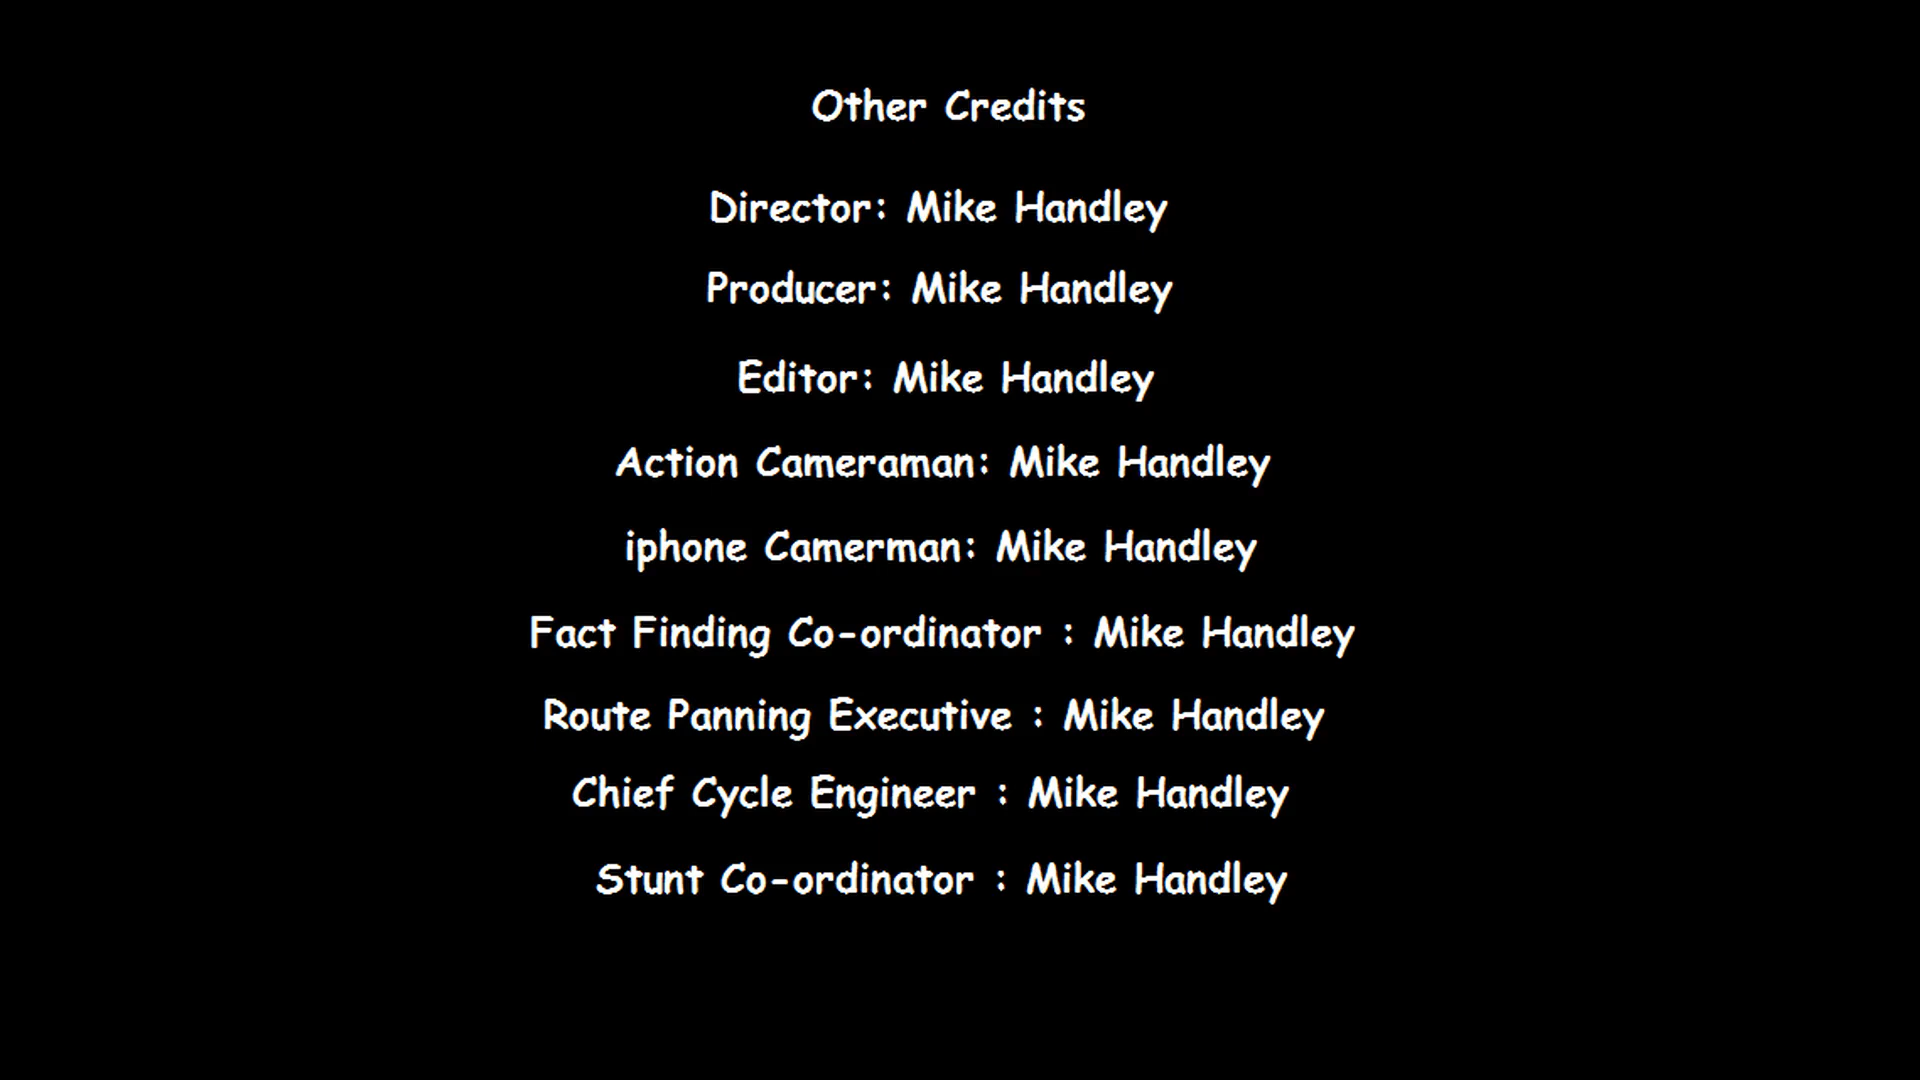 Other Credits
Director: Mike Handley
Producer: Mike Handley
Editor: Mike Handley
Action Cameraman: Mike Handley
iphone Camerman: Mike Handley
Fact Finding Co-ordinator : Mike Handley
Route Panning Executive : Mike Handley
Chief Cycle Engineer : Mike Handley
Stunt Co-ordinator : Mike Handley